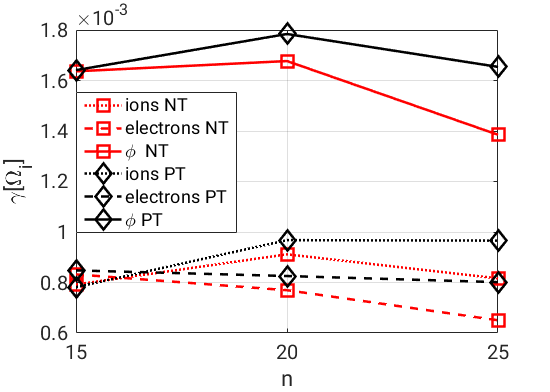 ×10⁻³
1.8
1.6
1.4
1.2
1
0.8
0.6
γ[Ωᵢ]
ions NT
electrons NT
ϕ NT
ions PT
electrons PT
ϕ PT
15
20
25
n